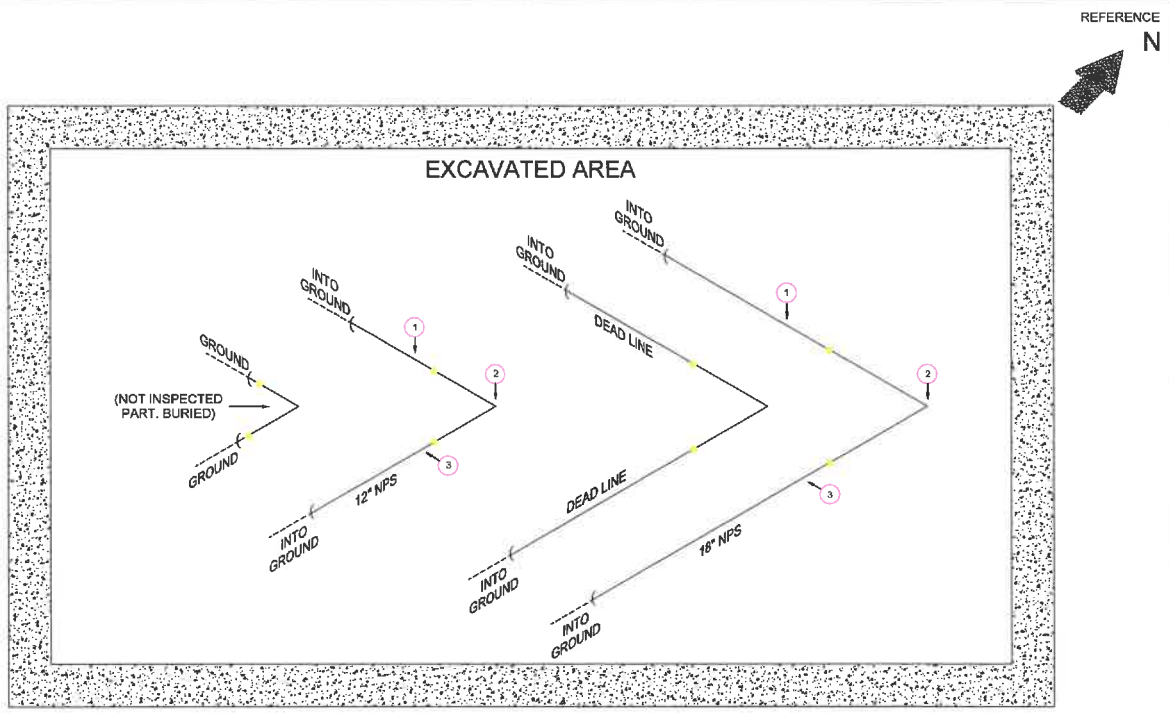 REFERENCE
N
EXCAVATED AREA
INTO
GROUND
1
2
3
18" NPS
INTO
GROUND
INTO
GROUND
DEAD LINE
DEAD LINE
INTO
GROUND
INTO
GROUND
1
2
3
12" NPS
INTO
GROUND
GROUND
(NOT INSPECTED
PART. BURIED)
GROUND